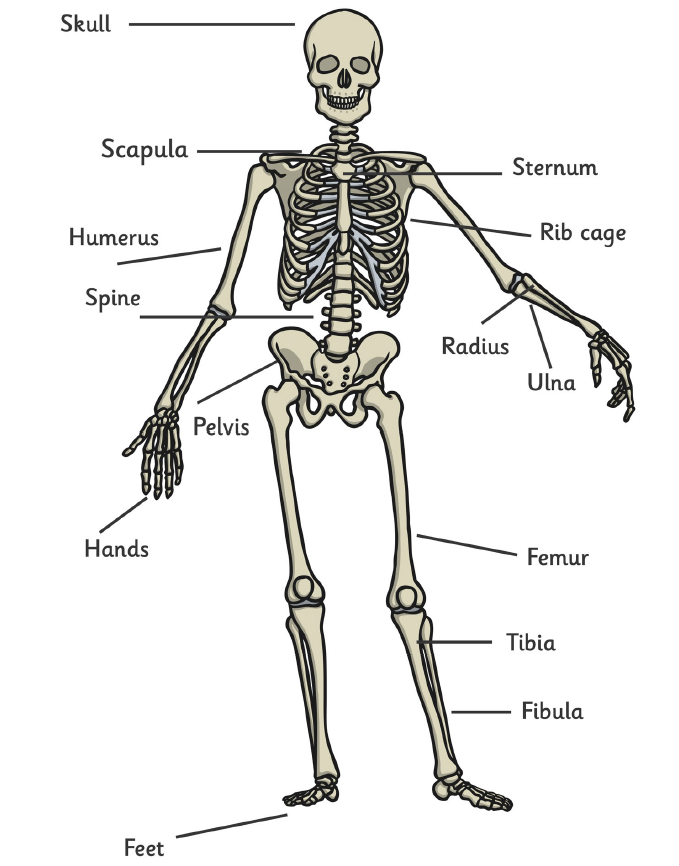 Skull
Scapula
Sternum
Humerus
Rib cage
Spine
Radius
Ulna
Pelvis
Hands
Femur
Tibia
Fibula
Feet